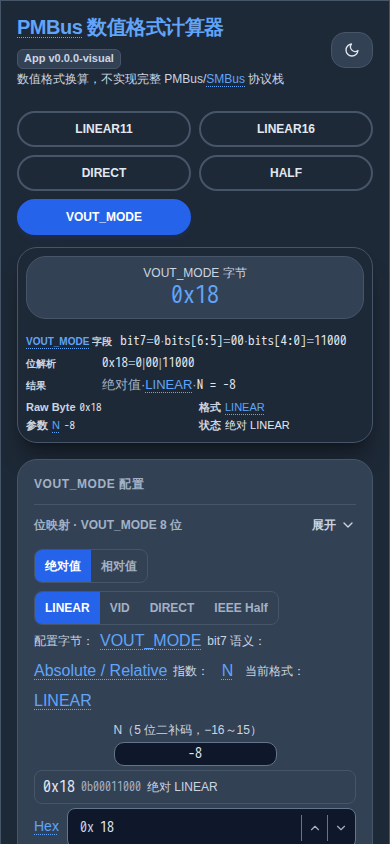 PMBus 数值格式计算器
App v0.0.0-visual
数值格式换算，不实现完整 PMBus/SMBus 协议栈
LINEAR11
LINEAR16
DIRECT
HALF
VOUT_MODE
VOUT_MODE 字节
0x18
VOUT_MODE 字段 bit7=0·bits[6:5]=00·bits[4:0]=11000
位解析 0x18=0|00|11000
结果 绝对值·LINEAR·N = -8
Raw Byte 0x18 格式 LINEAR
参数 N -8 状态 绝对 LINEAR
VOUT_MODE 配置
位映射 · VOUT_MODE 8 位 展开
绝对值 相对值
LINEAR VID DIRECT IEEE Half
配置字节： VOUT_MODE bit7 语义：
Absolute / Relative 指数： N 当前格式：
LINEAR
N（5 位二补码，−16～15）
-8
0x18 0b00011000 绝对 LINEAR
Hex 0x 18